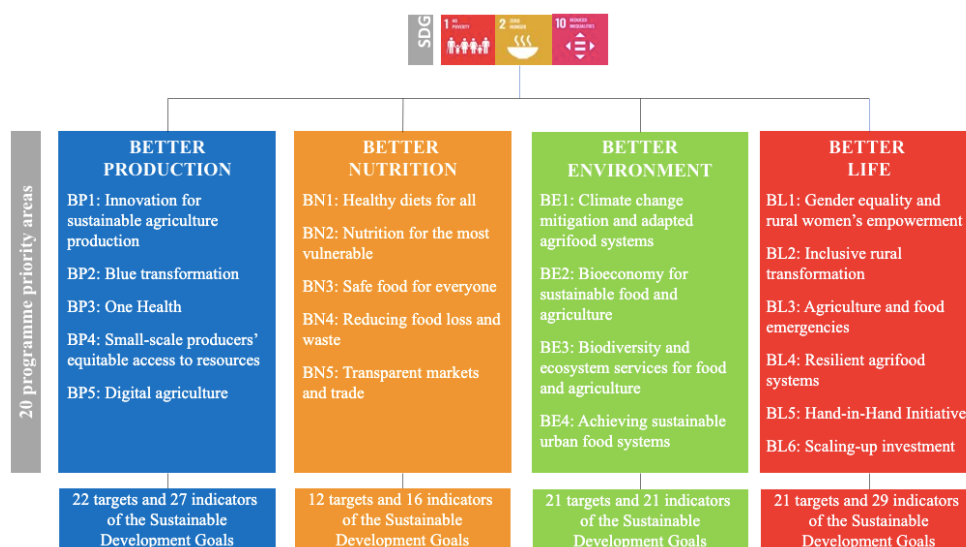 SDG
1 NO
POVERTY
2 ZERO
HUNGER
10 REDUCED
INEQUALITIES
20 programme priority areas
BETTER
PRODUCTION
BP1: Innovation for
sustainable agriculture
production
BP2: Blue transformation
BP3: One Health
BP4: Small-scale producers’
equitable access to resources
BP5: Digital agriculture
22 targets and 27 indicators
of the Sustainable
Development Goals
BETTER
NUTRITION
BN1: Healthy diets for all
BN2: Nutrition for the most
vulnerable
BN3: Safe food for everyone
BN4: Reducing food loss and
waste
BN5: Transparent markets
and trade
12 targets and 16 indicators
of the Sustainable
Development Goals
BETTER
ENVIRONMENT
BE1: Climate change
mitigation and adapted
agrifood systems
BE2: Bioeconomy for
sustainable food and
agriculture
BE3: Biodiversity and
ecosystem services for food
and agriculture
BE4: Achieving sustainable
urban food systems
21 targets and 21 indicators
of the Sustainable
Development Goals
BETTER
LIFE
BL1: Gender equality and
rural women’s empowerment
BL2: Inclusive rural
transformation
BL3: Agriculture and food
emergencies
BL4: Resilient agrifood
systems
BL5: Hand-in-Hand Initiative
BL6: Scaling-up investment
21 targets and 29 indicators
of the Sustainable
Development Goals